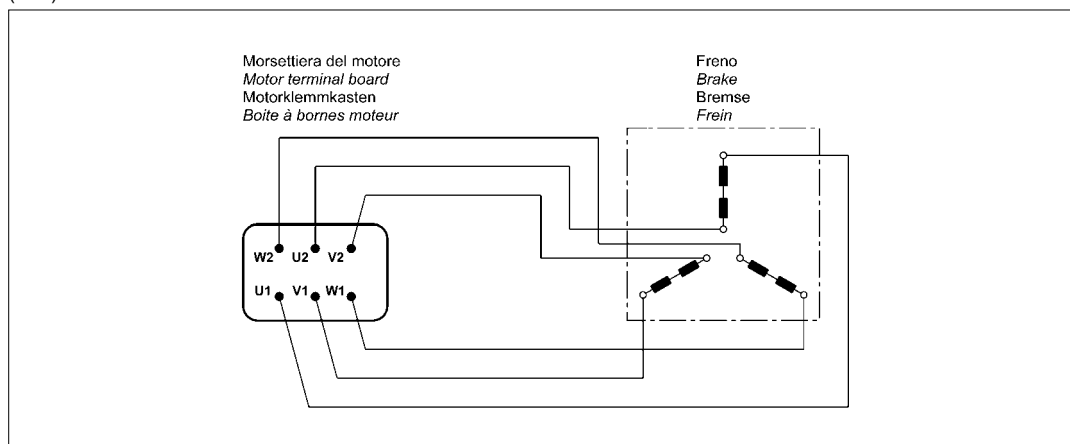 Morsettiera del motore
Motor terminal board
Motorklemmkasten
Boite à bornes moteur
Freno
Brake
Bremse
Frein
W2 U2 V2
U1 V1 W1